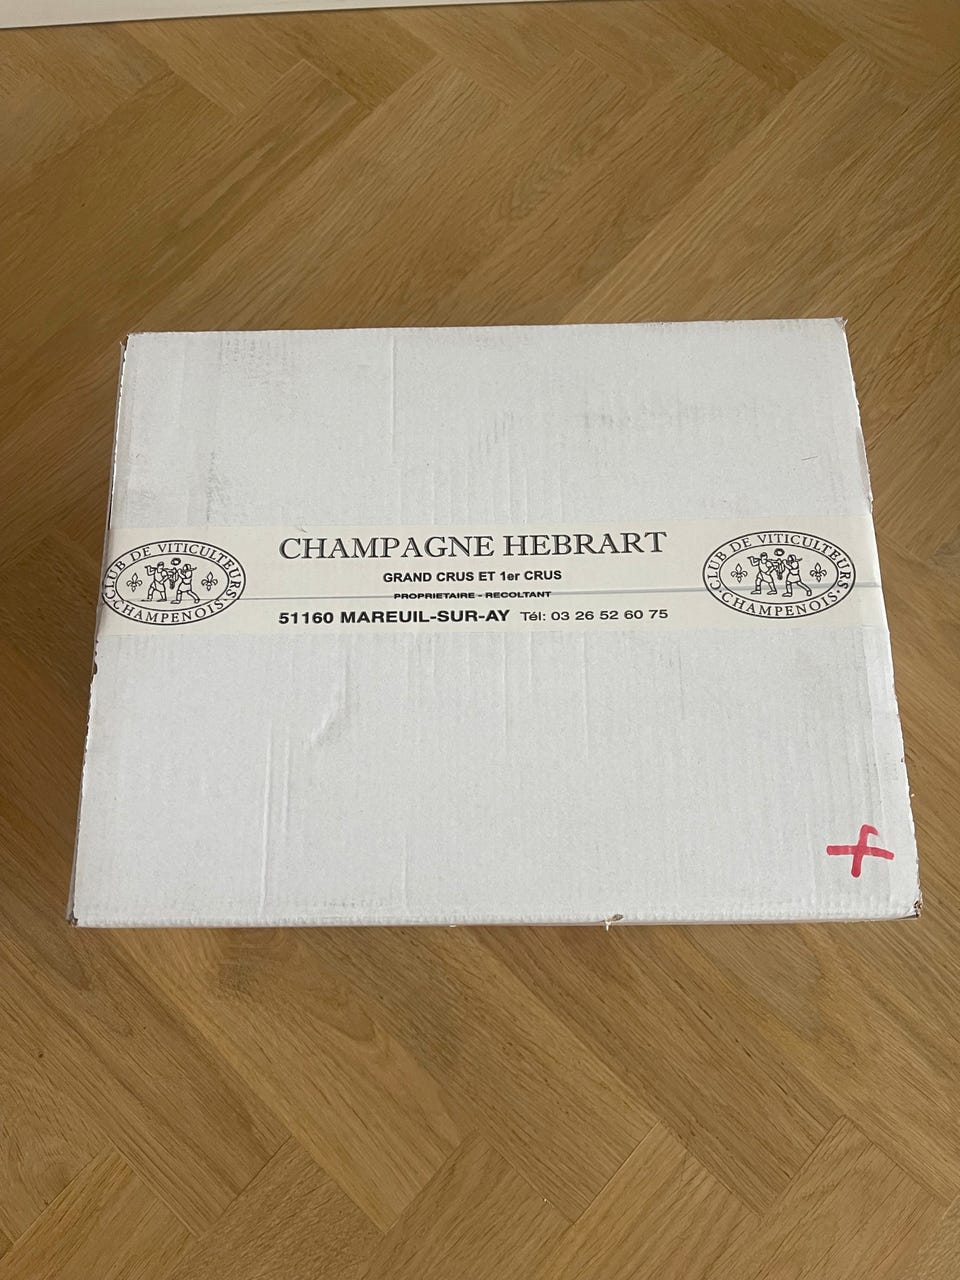 CLUB DE VITICULTEURS
CHAMPENOIS
CHAMPAGNE HEBRART
GRAND CRUS ET 1er CRUS
PROPRIETAIRE - RECOLTANT
51160 MAREUIL-SUR-AY Tél: 03 26 52 60 75
CLUB DE VITICULTEURS
CHAMPENOIS